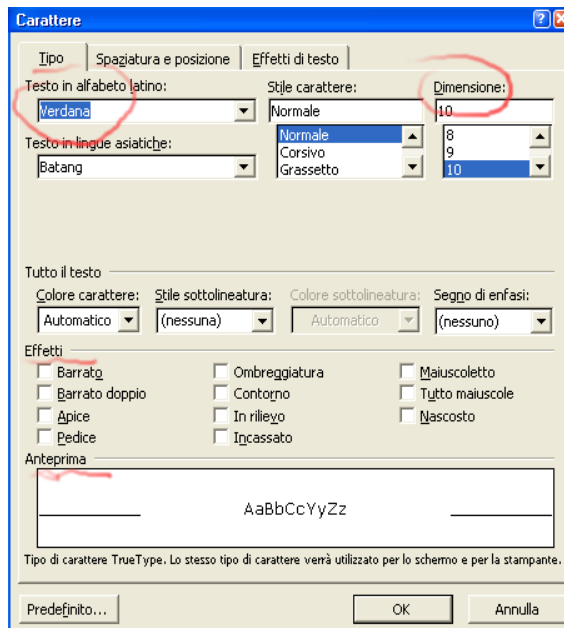 Carattere
Tipo Spaziatura e posizione Effetti di testo
Testo in alfabeto latino: Stile carattere: Dimensione:
Verdana Normale 10
Normale 8
Corsivo 9
Grassetto 10
Testo in lingue asiatiche:
Batang
Tutto il testo
Colore carattere: Stile sottolineatura: Colore sottolineatura: Segno di enfasi:
Automatico (nessuna) Automatico (nessuno)
Effetti
Barrato Ombreggiatura Maiuscoletto
Barrato doppio Contorno Tutto maiuscole
Apice In rilievo Nascosto
Pedice Incassato
Anteprima
AaBbCcYyZz
Tipo di carattere TrueType. Lo stesso tipo di carattere verrà utilizzato per lo schermo e per la stampante.
Predefinito... OK Annulla